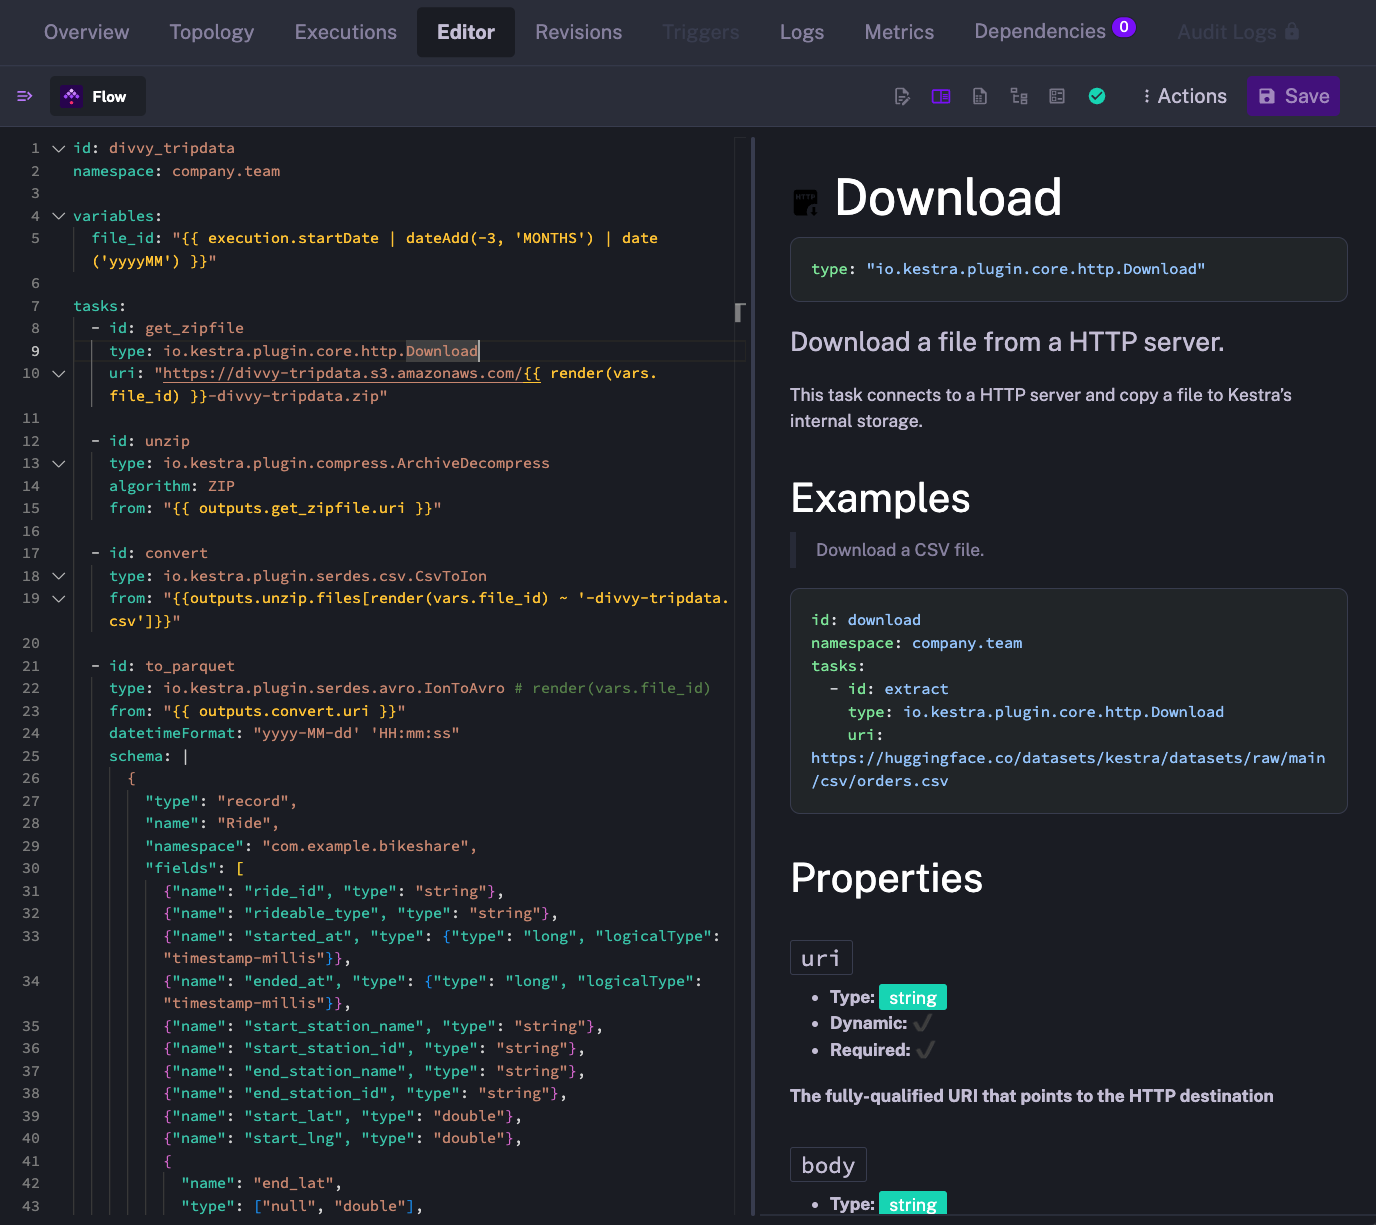 Overview Topology Executions Editor Revisions Triggers Logs Metrics Dependencies 0 Audit Logs
Flow Actions Save
1 id: divvy_tripdata
2 namespace: company.team
3
4 variables:
5 file_id: "{{ execution.startDate | dateAdd(-3, 'MONTHS') | date
('yyyyMM') }}"
6
7 tasks:
8 - id: get_zipfile
9 type: io.kestra.plugin.core.http.Download
10 uri: "https://divvy-tripdata.s3.amazonaws.com/{{ render(vars.
file_id) }}-divvy-tripdata.zip"
11
12 - id: unzip
13 type: io.kestra.plugin.compress.ArchiveDecompress
14 algorithm: ZIP
15 from: "{{ outputs.get_zipfile.uri }}"
16
17 - id: convert
18 type: io.kestra.plugin.serdes.csv.CsvToIon
19 from: "{{outputs.unzip.files[render(vars.file_id) ~ '-divvy-tripdata.
csv']}}"
20
21 - id: to_parquet
22 type: io.kestra.plugin.serdes.avro.IonToAvro # render(vars.file_id)
23 from: "{{ outputs.convert.uri }}"
24 datetimeFormat: "yyyy-MM-dd' 'HH:mm:ss"
25 schema: |
26 {
27 "type": "record",
28 "name": "Ride",
29 "namespace": "com.example.bikeshare",
30 "fields": [
31 {"name": "ride_id", "type": "string"},
32 {"name": "rideable_type", "type": "string"},
33 {"name": "started_at", "type": {"type": "long", "logicalType":
"timestamp-millis"}},
34 {"name": "ended_at", "type": {"type": "long", "logicalType":
"timestamp-millis"}},
35 {"name": "start_station_name", "type": "string"},
36 {"name": "start_station_id", "type": "string"},
37 {"name": "end_station_name", "type": "string"},
38 {"name": "end_station_id", "type": "string"},
39 {"name": "start_lat", "type": "double"},
40 {"name": "start_lng", "type": "double"},
41 {
42 "name": "end_lat",
43 "type": ["null", "double"],
HTTP
Download
type: "io.kestra.plugin.core.http.Download"
Download a file from a HTTP server.
This task connects to a HTTP server and copy a file to Kestra's
internal storage.
Examples
Download a CSV file.
id: download
namespace: company.team
tasks:
- id: extract
type: io.kestra.plugin.core.http.Download
uri:
https://huggingface.co/datasets/kestra/datasets/raw/main
/csv/orders.csv
Properties
uri
• Type: string
• Dynamic: ✓
• Required: ✓
The fully-qualified URI that points to the HTTP destination
body
• Type: string